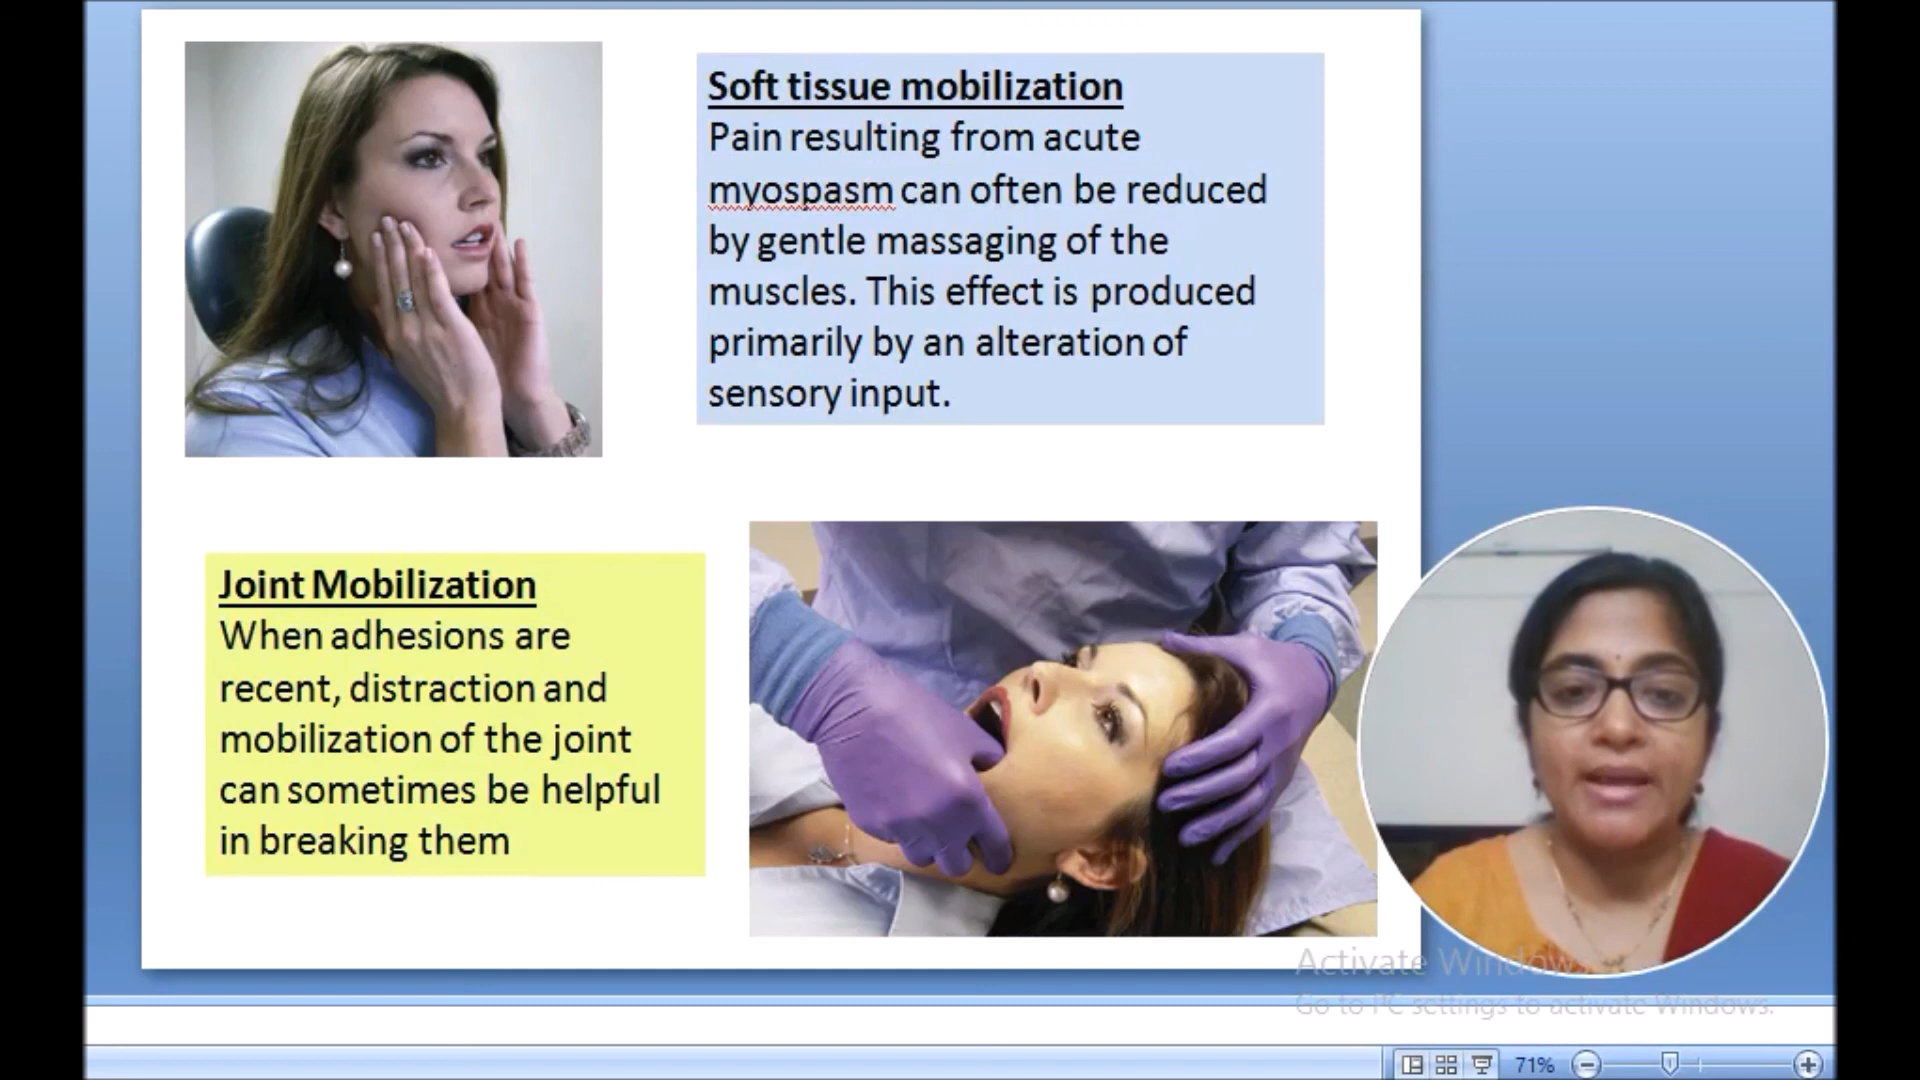 Soft tissue mobilization
Pain resulting from acute
myospasm can often be reduced
by gentle massaging of the
muscles. This effect is produced
primarily by an alteration of
sensory input.
Joint Mobilization
When adhesions are
recent, distraction and
mobilization of the joint
can sometimes be helpful
in breaking them
Activate Windows
Go to PC settings to activate Windows.
71%